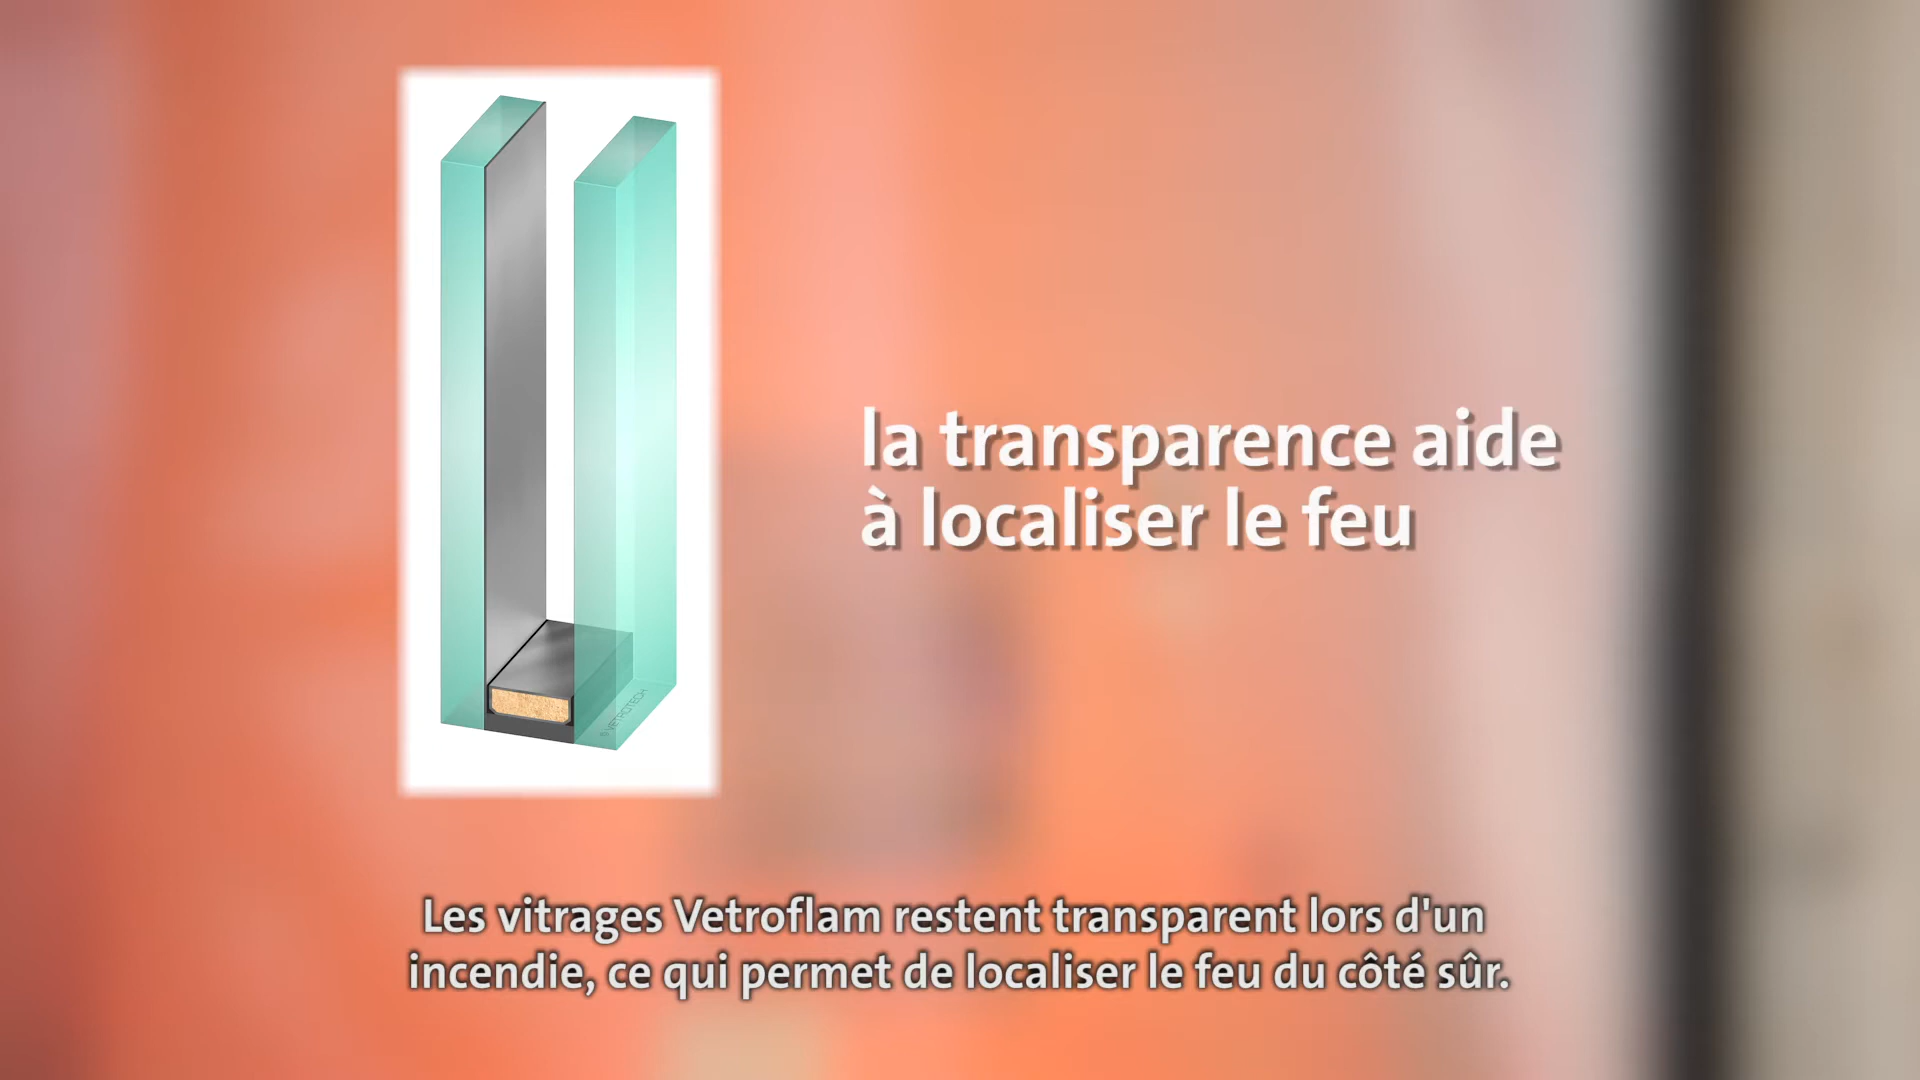 la transparence aide
à localiser le feu
© VETROTECH
Les vitrages Vetroflam restent transparent lors d'un
incendie, ce qui permet de localiser le feu du côté sûr.